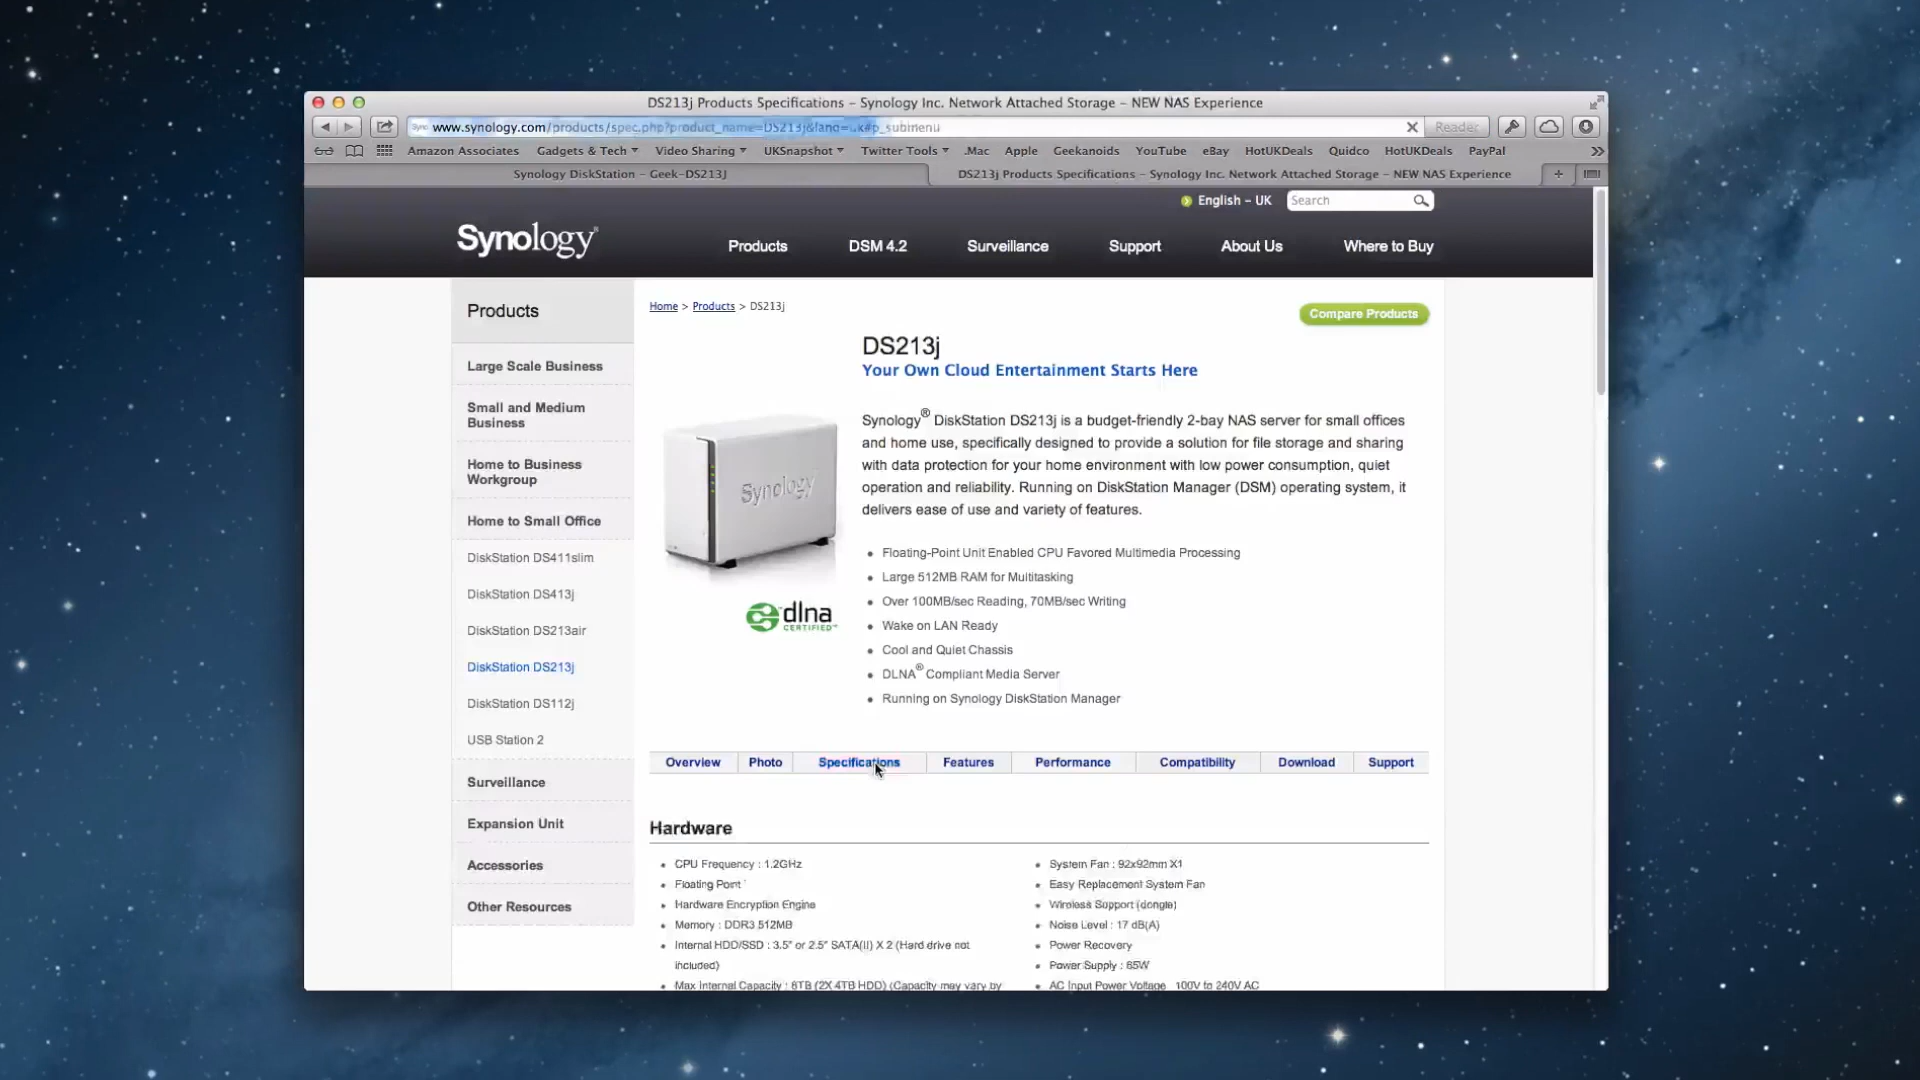 DS213j Products Specifications – Synology Inc. Network Attached Storage – NEW NAS Experience
www.synology.com/products/spec.php?product_name=DS213j&lang=uk#p_submenu
Reader
Amazon Associates Gadgets & Tech Video Sharing UKSnapshot Twitter Tools .Mac Apple Geekanoids YouTube eBay HotUKDeals Quidco HotUKDeals PayPal
Synology DiskStation – Geek-DS213J
DS213j Products Specifications – Synology Inc. Network Attached Storage – NEW NAS Experience
English – UK
Search
Synology
Products DSM 4.2 Surveillance Support About Us Where to Buy
Products
Large Scale Business
Small and Medium
Business
Home to Business
Workgroup
Home to Small Office
DiskStation DS411slim
DiskStation DS413j
DiskStation DS213air
DiskStation DS213j
DiskStation DS112j
USB Station 2
Surveillance
Expansion Unit
Accessories
Other Resources
Home > Products > DS213j
Compare Products
DS213j
Your Own Cloud Entertainment Starts Here
Synology® DiskStation DS213j is a budget-friendly 2-bay NAS server for small offices
and home use, specifically designed to provide a solution for file storage and sharing
with data protection for your home environment with low power consumption, quiet
operation and reliability. Running on DiskStation Manager (DSM) operating system, it
delivers ease of use and variety of features.
Synology
dlna
CERTIFIED™
• Floating-Point Unit Enabled CPU Favored Multimedia Processing
• Large 512MB RAM for Multitasking
• Over 100MB/sec Reading, 70MB/sec Writing
• Wake on LAN Ready
• Cool and Quiet Chassis
• DLNA® Compliant Media Server
• Running on Synology DiskStation Manager
Overview Photo Specifications Features Performance Compatibility Download Support
Hardware
• CPU Frequency : 1.2GHz
• Floating Point
• Hardware Encryption Engine
• Memory : DDR3 512MB
• Internal HDD/SSD : 3.5" or 2.5" SATA(II) X 2 (Hard drive not
included)
• Max Internal Capacity : 8TB (2X 4TB HDD) (Capacity may vary by
• System Fan : 92x92mm X1
• Easy Replacement System Fan
• Wireless Support (dongle)
• Noise Level : 17 dB(A)
• Power Recovery
• Power Supply : 65W
• AC Input Power Voltage : 100V to 240V AC